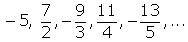 −5, 7/2, −9/3, 11/4, −13/5, ...